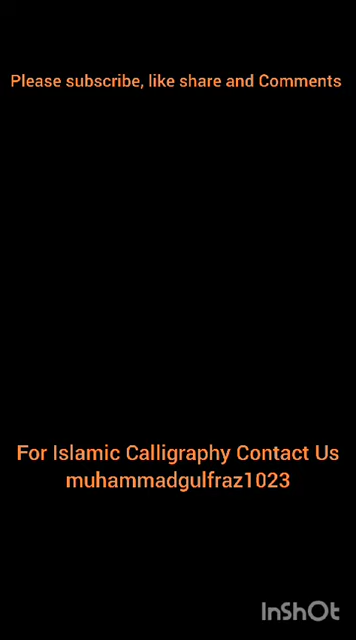 Please subscribe, like share and Comments
For Islamic Calligraphy Contact Us
muhammadgulfraz1023
InShOt